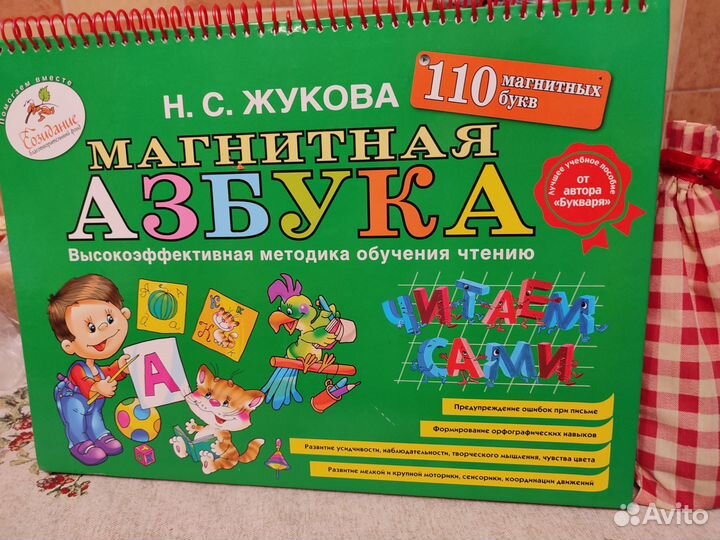 Помогаем вместе
Созидание
Благотворительный фонд
110 магнитных
букв
Н. С. ЖУКОВА
МАГНИТНАЯ
АЗБУКА
Лучшее учебное пособие
от
автора
«Букваря»
Высокоэффективная методика обучения чтению
ЧИТАЕМ
САМИ
А
а
К
Предупреждение ошибок при письме
Формирование орфографических навыков
Развитие усидчивости, наблюдательности, творческого мышления, чувства цвета
Развитие мелкой и крупной моторики, сенсорики, координации движений
Avito